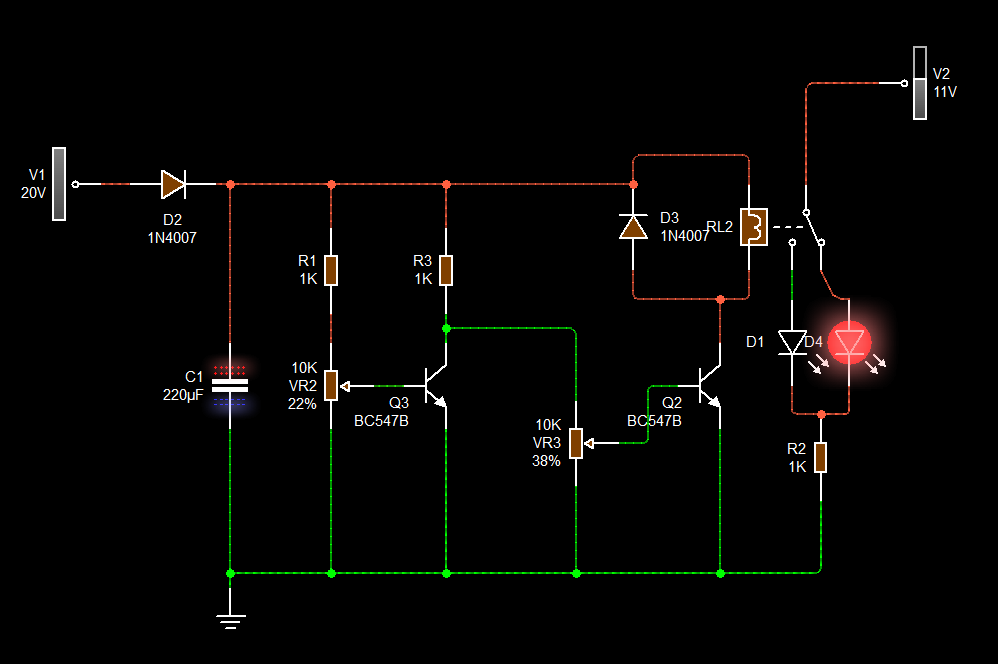 V2
11V
V1
20V
D2
1N4007
D3
1N4007
RL2
R1
1K
R3
1K
D1
D4
C1
220µF
10K
VR2
22%
Q3
BC547B
Q2
BC547B
10K
VR3
38%
R2
1K